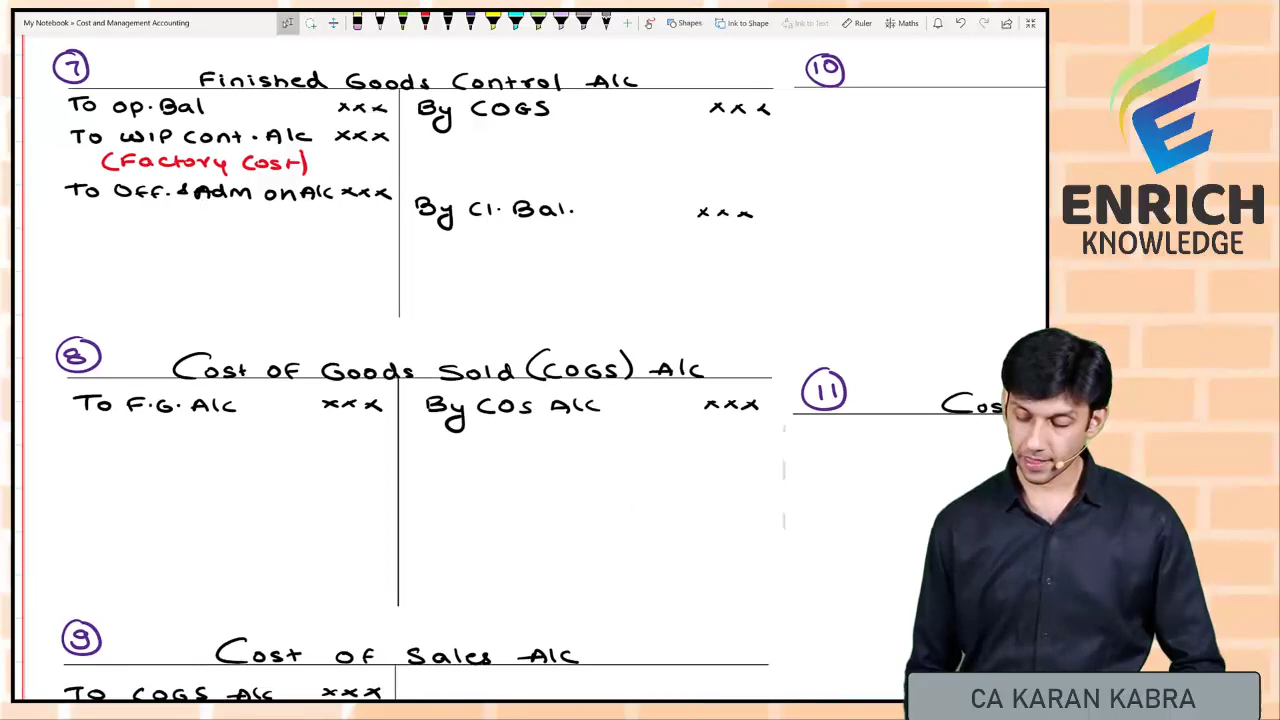 My Notebook » Cost and Management Accounting
Shapes
Ink to Shape
Ink to Text
Ruler
Maths
7
Finished Goods Control A/c
To Op. Bal xxx
By COGS xxx
To WIP Cont. A/c xxx
(Factory Cost)
To Off. & Adm OH A/c xxx
By Cl. Bal. xxx
8
Cost of Goods Sold (COGS) A/c
To F.G. A/c xxx
By COS A/c xxx
9
Cost of Sales A/c
To COGS A/c xxx
10
11
Cos
ENRICH
KNOWLEDGE
CA KARAN KABRA